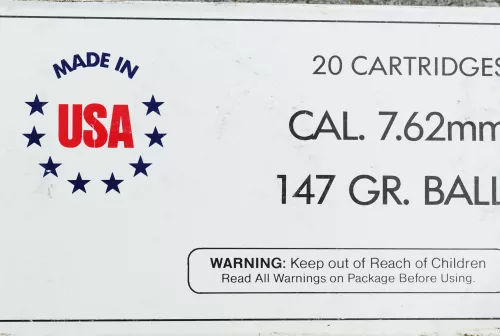 MADE IN
USA
20 CARTRIDGES
CAL. 7.62mm
147 GR. BALL
WARNING: Keep out of Reach of Children
Read All Warnings on Package Before Using.